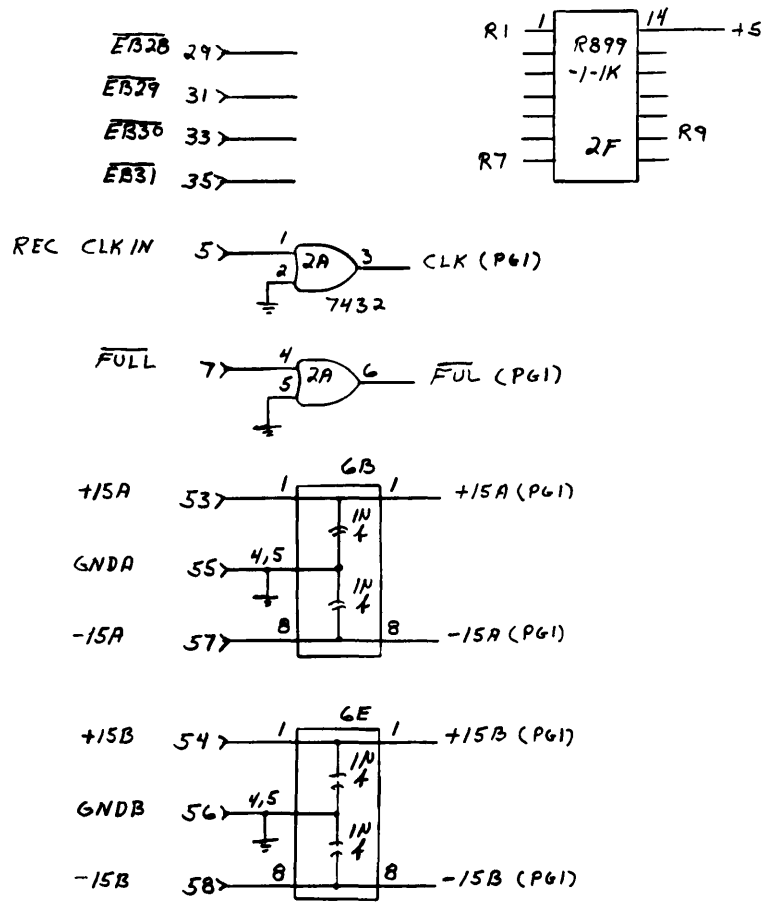 R1 1 14 +5
R899
-1-1K
2F
R9
R7
EB28 29
EB29 31
EB30 33
EB31 35
REC CLKIN 5 1 2 2A 3 CLK (PG1)
7432
FULL 7 4 5 2A 6 FUL (PG1)
6B
+15A 53 1 1 +15A (PG1)
1N
4
GNDA 55 4,5
1N
4
-15A 57 8 8 -15A (PG1)
6E
+15B 54 1 1 +15B (PG1)
1N
4
GNDB 56 4,5
1N
4
-15B 58 8 8 -15B (PG1)